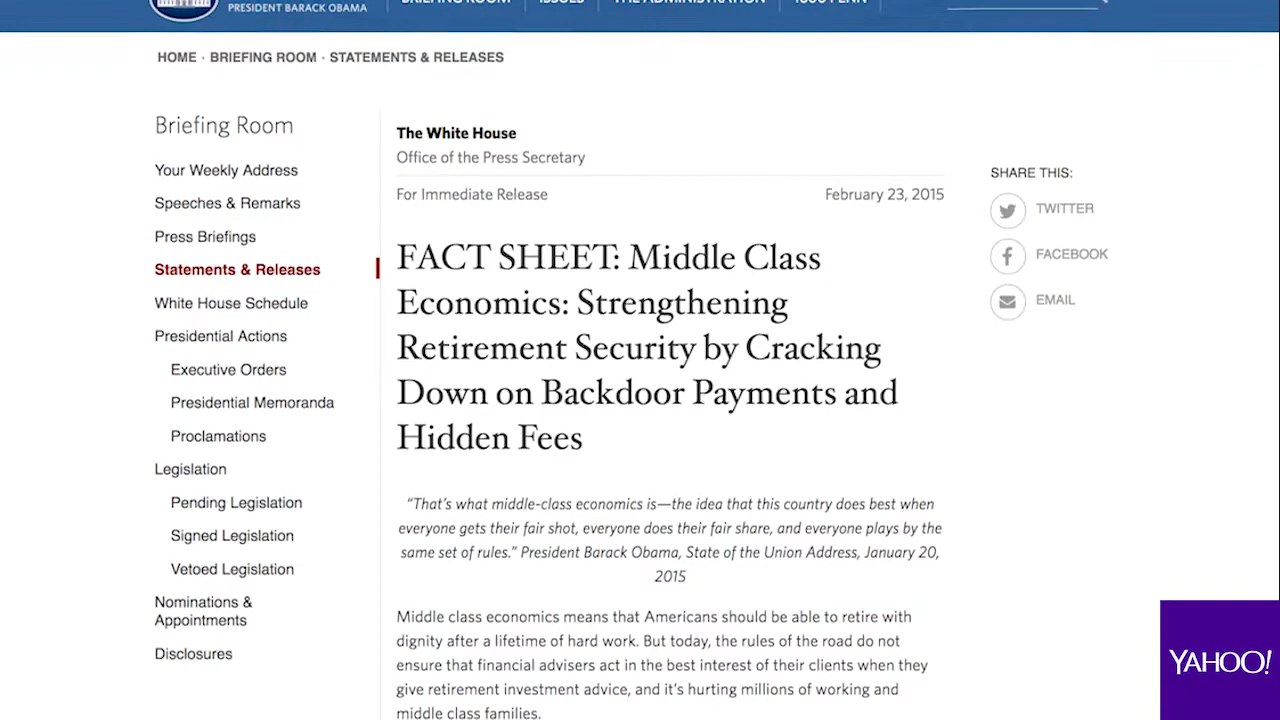 PRESIDENT BARACK OBAMA
BRIEFING ROOM
ISSUES
THE ADMINISTRATION
1600 PENN
HOME · BRIEFING ROOM · STATEMENTS & RELEASES
Briefing Room
Your Weekly Address
Speeches & Remarks
Press Briefings
Statements & Releases
White House Schedule
Presidential Actions
Executive Orders
Presidential Memoranda
Proclamations
Legislation
Pending Legislation
Signed Legislation
Vetoed Legislation
Nominations &
Appointments
Disclosures
The White House
Office of the Press Secretary
For Immediate Release
February 23, 2015
FACT SHEET: Middle Class
Economics: Strengthening
Retirement Security by Cracking
Down on Backdoor Payments and
Hidden Fees
“That’s what middle-class economics is—the idea that this country does best when
everyone gets their fair shot, everyone does their fair share, and everyone plays by the
same set of rules.” President Barack Obama, State of the Union Address, January 20,
2015
Middle class economics means that Americans should be able to retire with
dignity after a lifetime of hard work. But today, the rules of the road do not
ensure that financial advisers act in the best interest of their clients when they
give retirement investment advice, and it’s hurting millions of working and
middle class families.
SHARE THIS:
TWITTER
FACEBOOK
EMAIL
YAHOO!